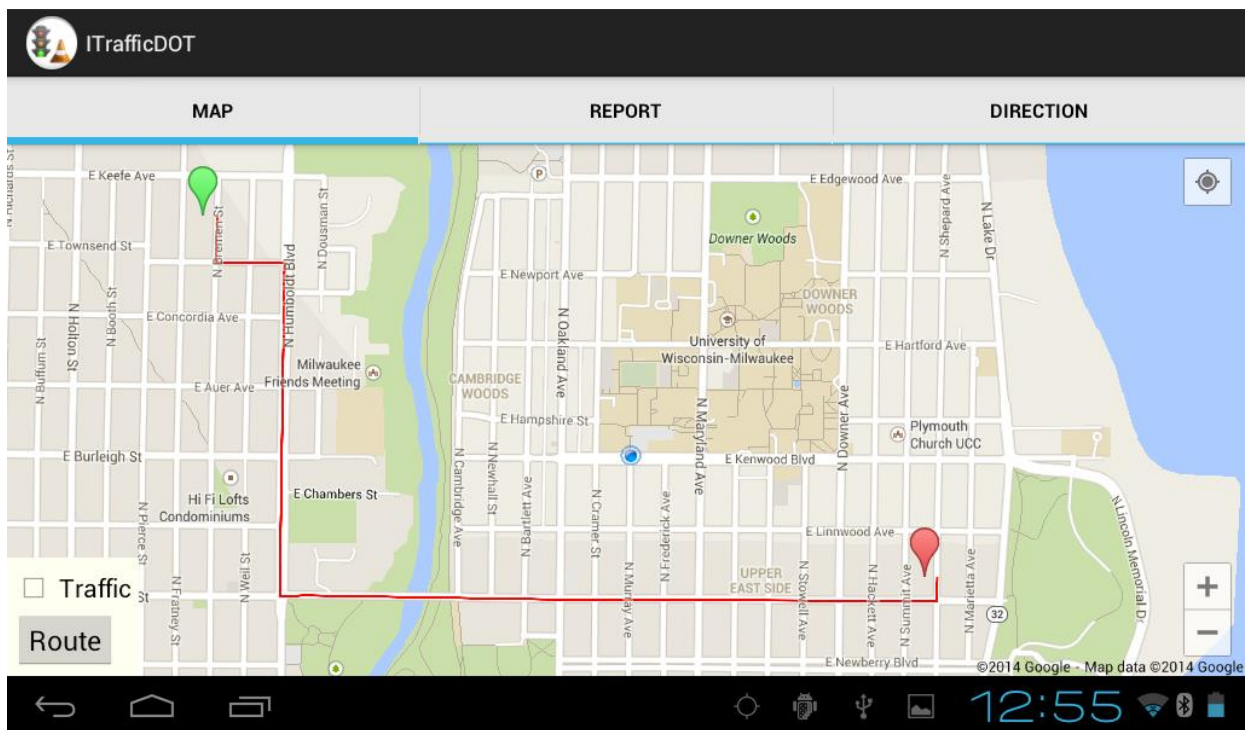 ITrafficDOT
MAP
REPORT
DIRECTION
E Keefe Ave
P
E Edgewood Ave
N Shepard Ave
N Lake Dr
N Bremen St
N Dousman St
Downer Woods
E Townsend St
N Humboldt Blvd
E Newport Ave
DOWNER
WOODS
N Booth St
N Holton St
E Concordia Ave
N Oakland Ave
University of
Wisconsin-Milwaukee
E Hartford Ave
N Buffum St
Milwaukee
Friends Meeting
E Auer Ave
CAMBRIDGE
WOODS
N Maryland Ave
N Downer Ave
E Hampshire St
Plymouth
Church UCC
E Burleigh St
N Cambridge Ave
N Newhall St
E Kenwood Blvd
Hi Fi Lofts
Condominiums
E Chambers St
N Bartlett Ave
N Cramer St
N Frederick Ave
N Lincoln Memorial Dr
N Pierce St
E Linnwood Ave
Traffic
St
N Fratney St
N Weil St
N Murray Ave
UPPER
EAST SIDE
N Stowell Ave
N Hackett Ave
N Summit Ave
N Marietta Ave
32
+
Route
−
E Newberry Blvd
©2014 Google - Map data ©2014 Google
12:55